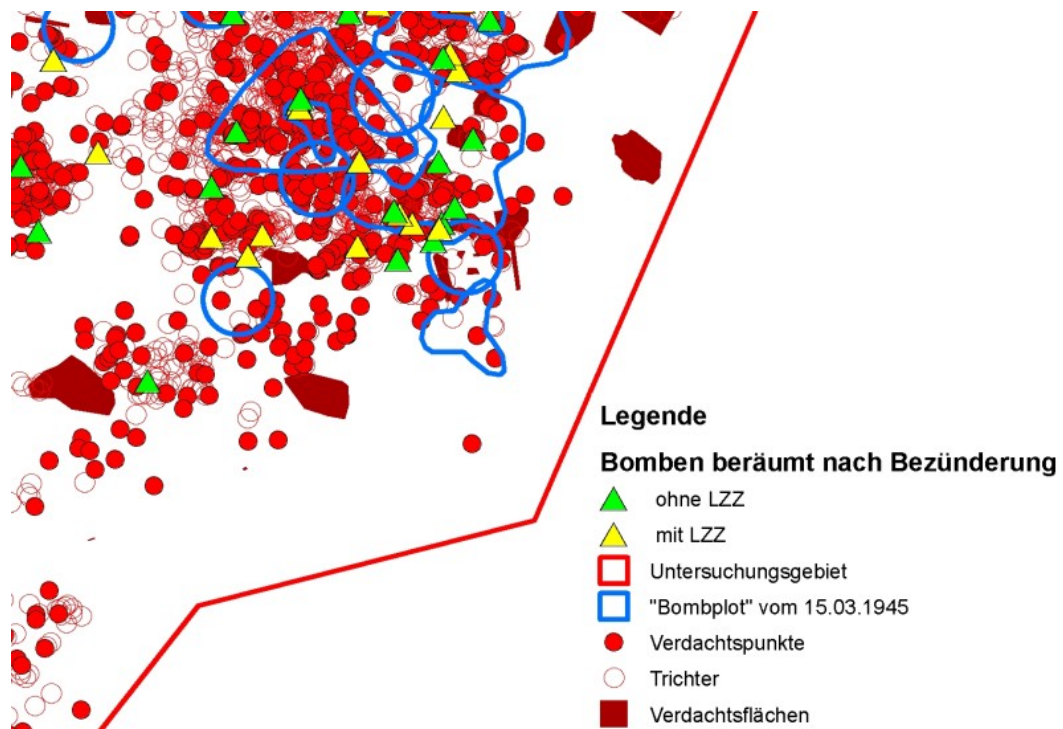 Legende
Bomben beräumt nach Bezünderung
ohne LZZ
mit LZZ
Untersuchungsgebiet
"Bombplot" vom 15.03.1945
Verdachtspunkte
Trichter
Verdachtsflächen